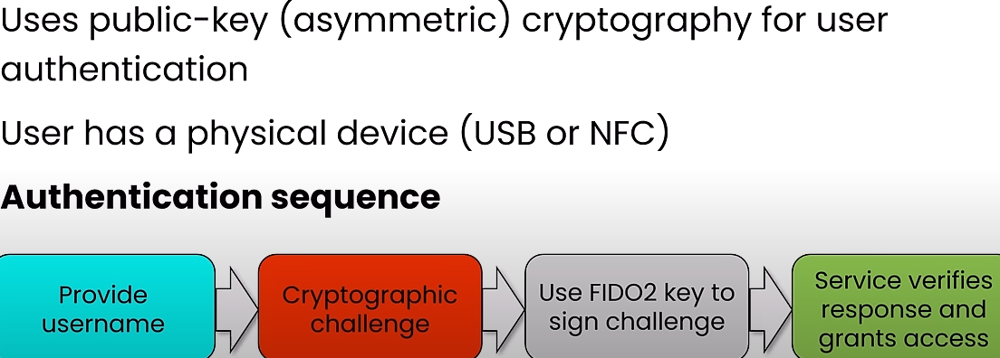 Uses public-key (asymmetric) cryptography for user
authentication
User has a physical device (USB or NFC)
Authentication sequence
Provide
username
Cryptographic
challenge
Use FIDO2 key to
sign challenge
Service verifies
response and
grants access